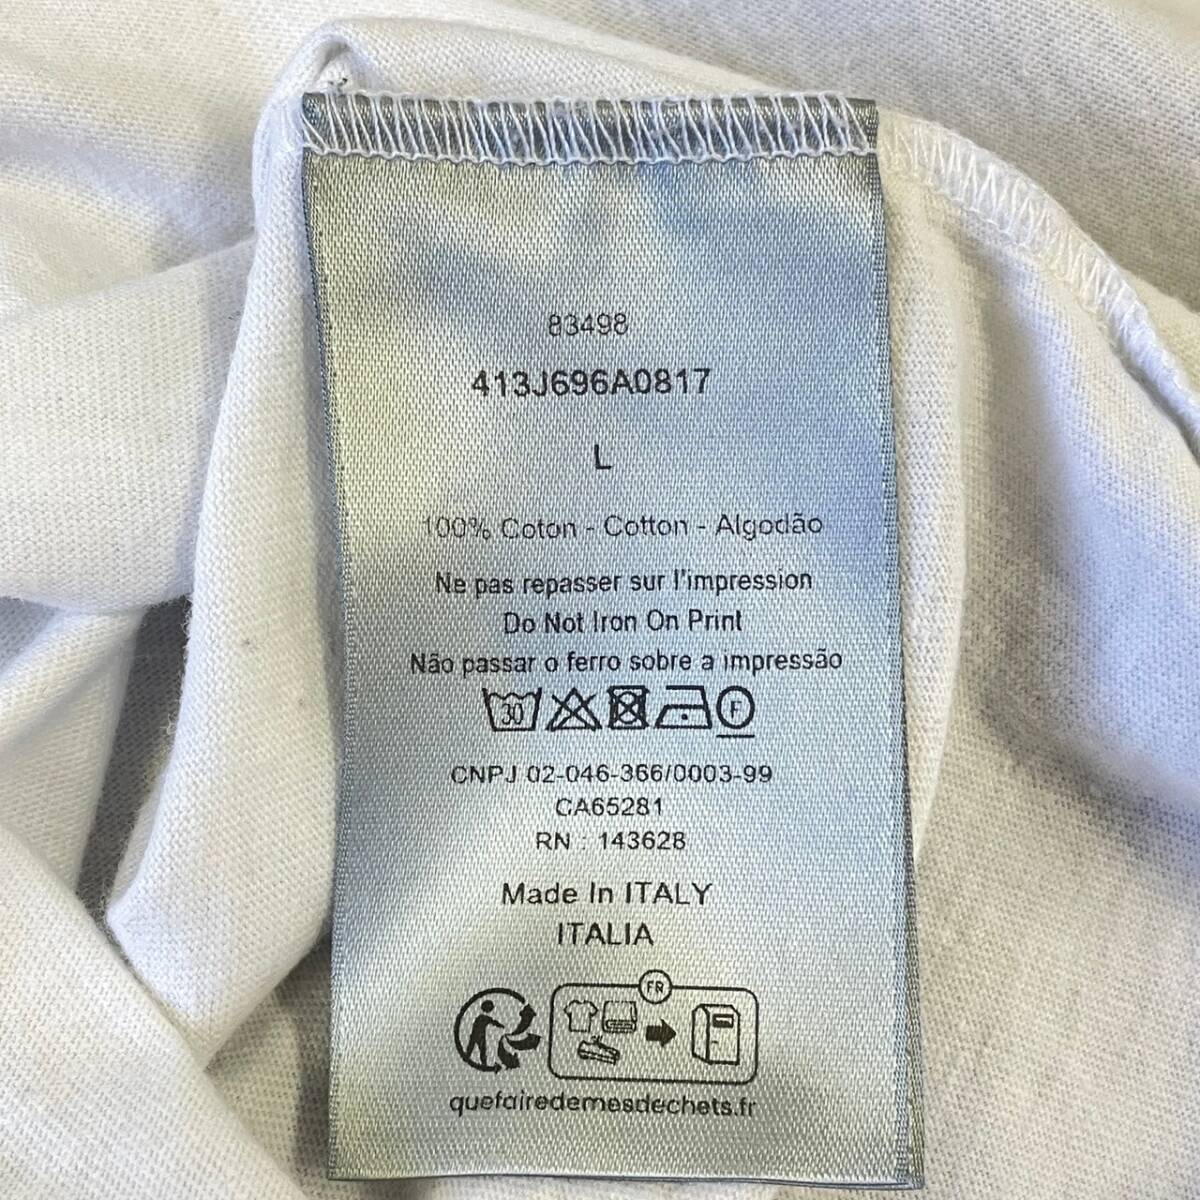 83498
413J696A0817
L
100% Coton - Cotton - Algodão
Ne pas repasser sur l'impression
Do Not Iron On Print
Não passar o ferro sobre a impressão
30 F
CNPJ 02-046-366/0003-99
CA65281
RN : 143628
Made In ITALY
ITALIA
FR
quefairedemesdechets.fr